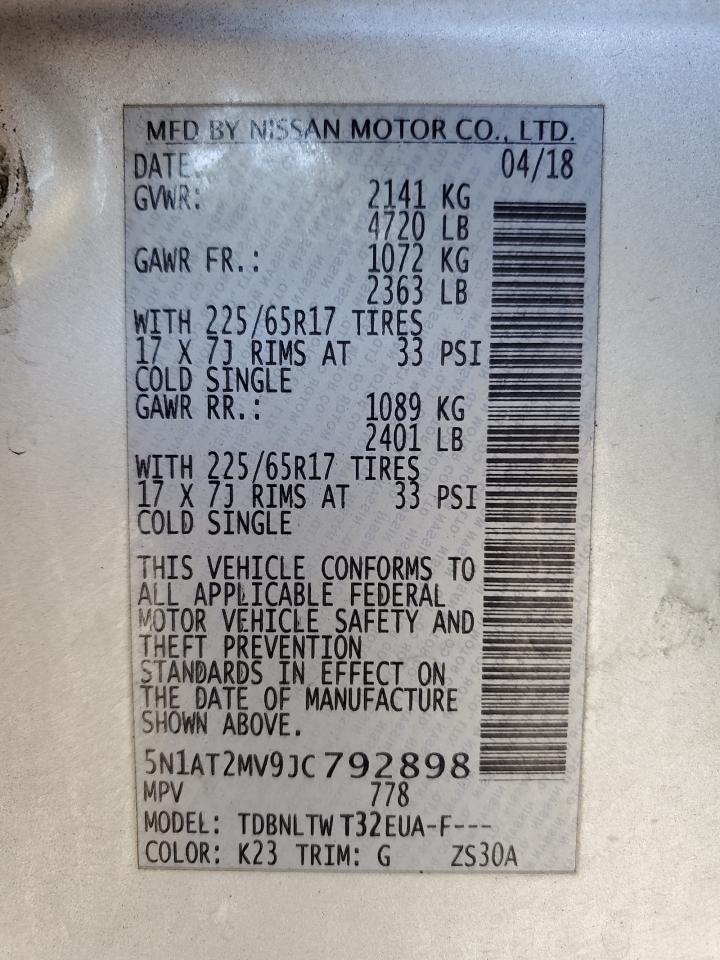 MFD BY NISSAN MOTOR CO., LTD.
DATE 04/18
GVWR: 2141 KG
4720 LB
GAWR FR.: 1072 KG
2363 LB
WITH 225/65R17 TIRES
17 X 7J RIMS AT 33 PSI
COLD SINGLE
GAWR RR.: 1089 KG
2401 LB
WITH 225/65R17 TIRES
17 X 7J RIMS AT 33 PSI
COLD SINGLE
THIS VEHICLE CONFORMS TO
ALL APPLICABLE FEDERAL
MOTOR VEHICLE SAFETY AND
THEFT PREVENTION
STANDARDS IN EFFECT ON
THE DATE OF MANUFACTURE
SHOWN ABOVE.
5N1AT2MV9JC792898
MPV 778
MODEL: TDBNLTW T32EUA-F---
COLOR: K23 TRIM: G ZS30A